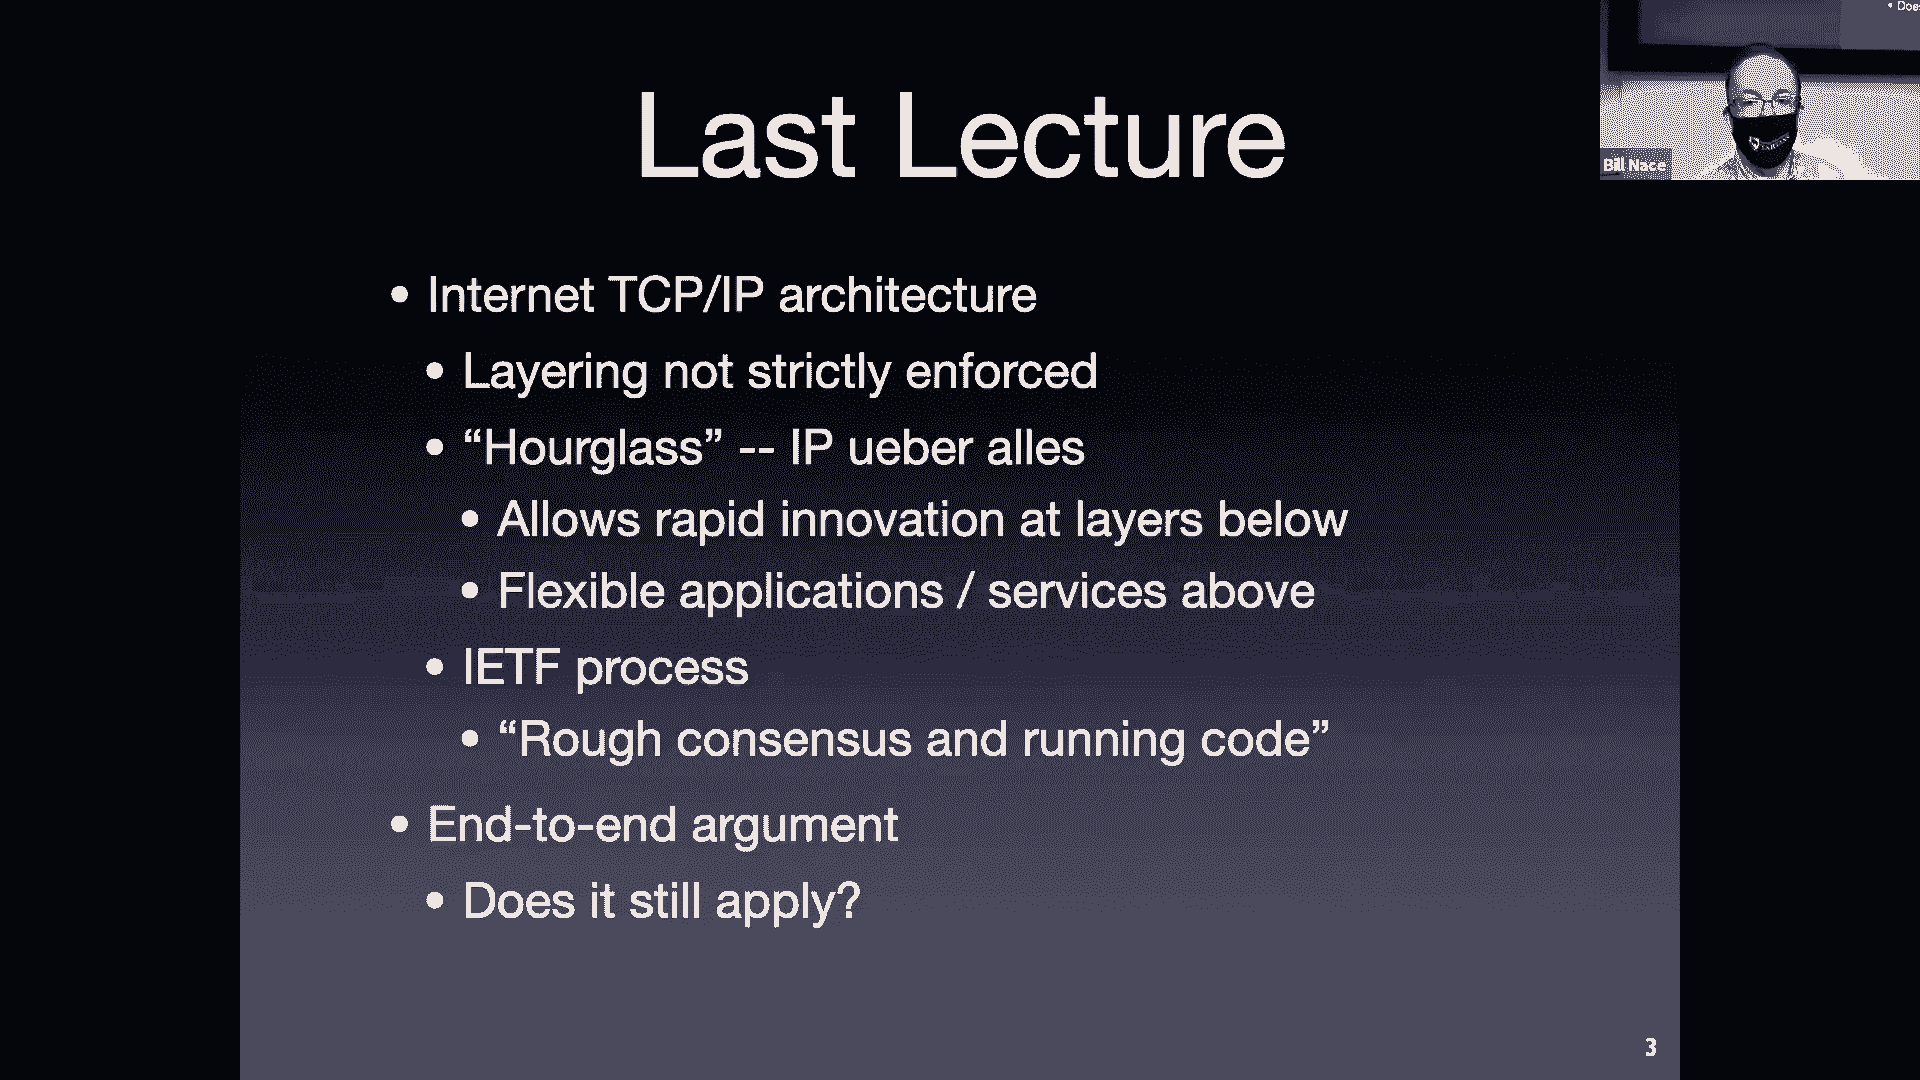 • Does
Last Lecture
Bill Nace
• Internet TCP/IP architecture
• Layering not strictly enforced
• “Hourglass” -- IP ueber alles
• Allows rapid innovation at layers below
• Flexible applications / services above
• IETF process
• “Rough consensus and running code”
• End-to-end argument
• Does it still apply?
3